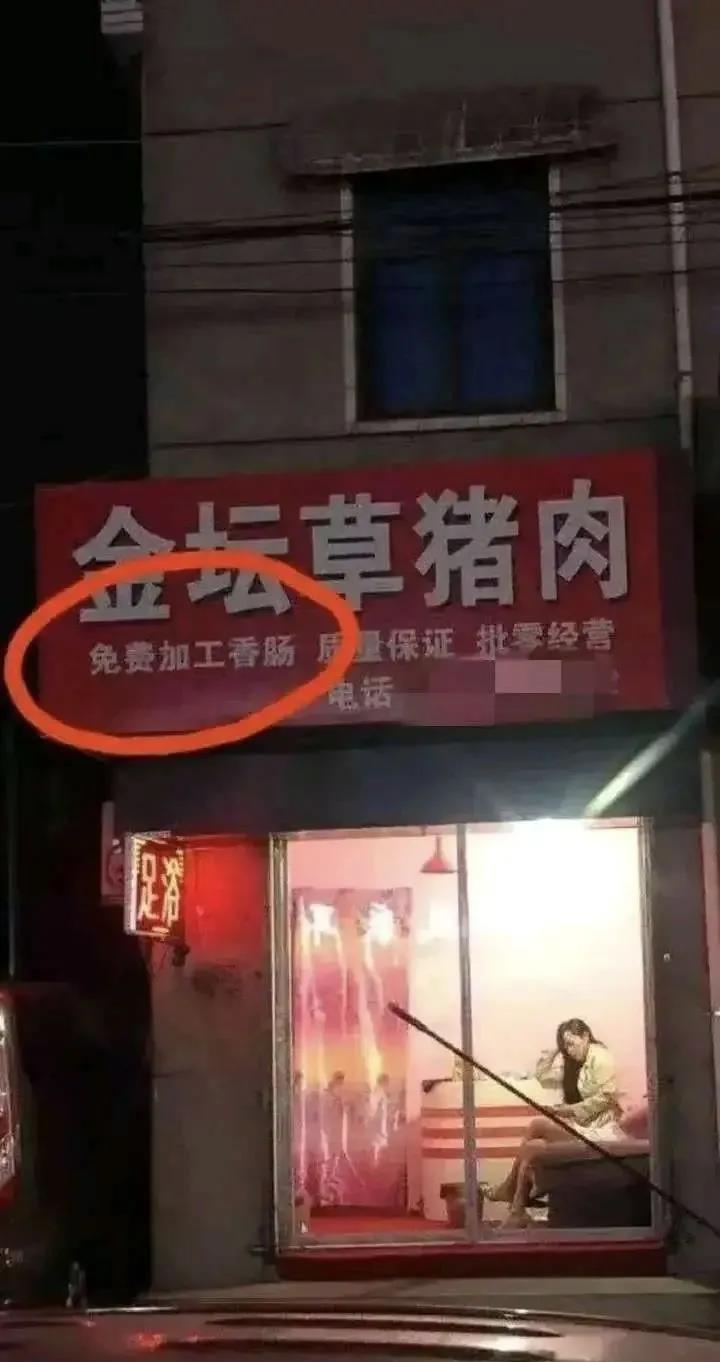 金坛草猪肉
免费加工香肠 质量保证 批零经营
电话
足浴